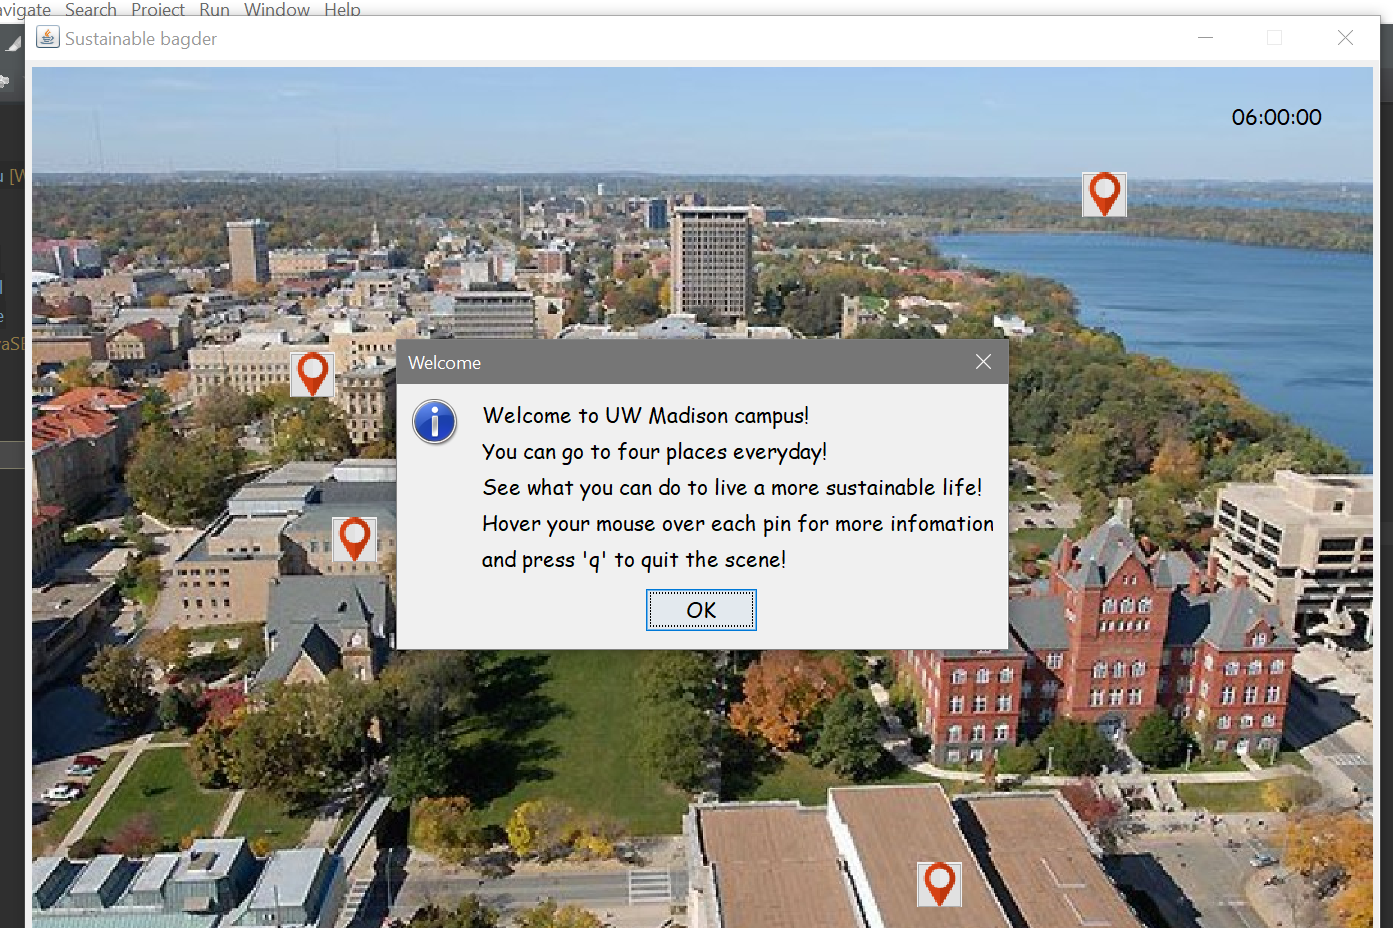 Search Project Run Window Help
Sustainable bagder
06:00:00
Welcome
Welcome to UW Madison campus!
You can go to four places everyday!
See what you can do to live a more sustainable life!
Hover your mouse over each pin for more infomation
and press 'q' to quit the scene!
OK